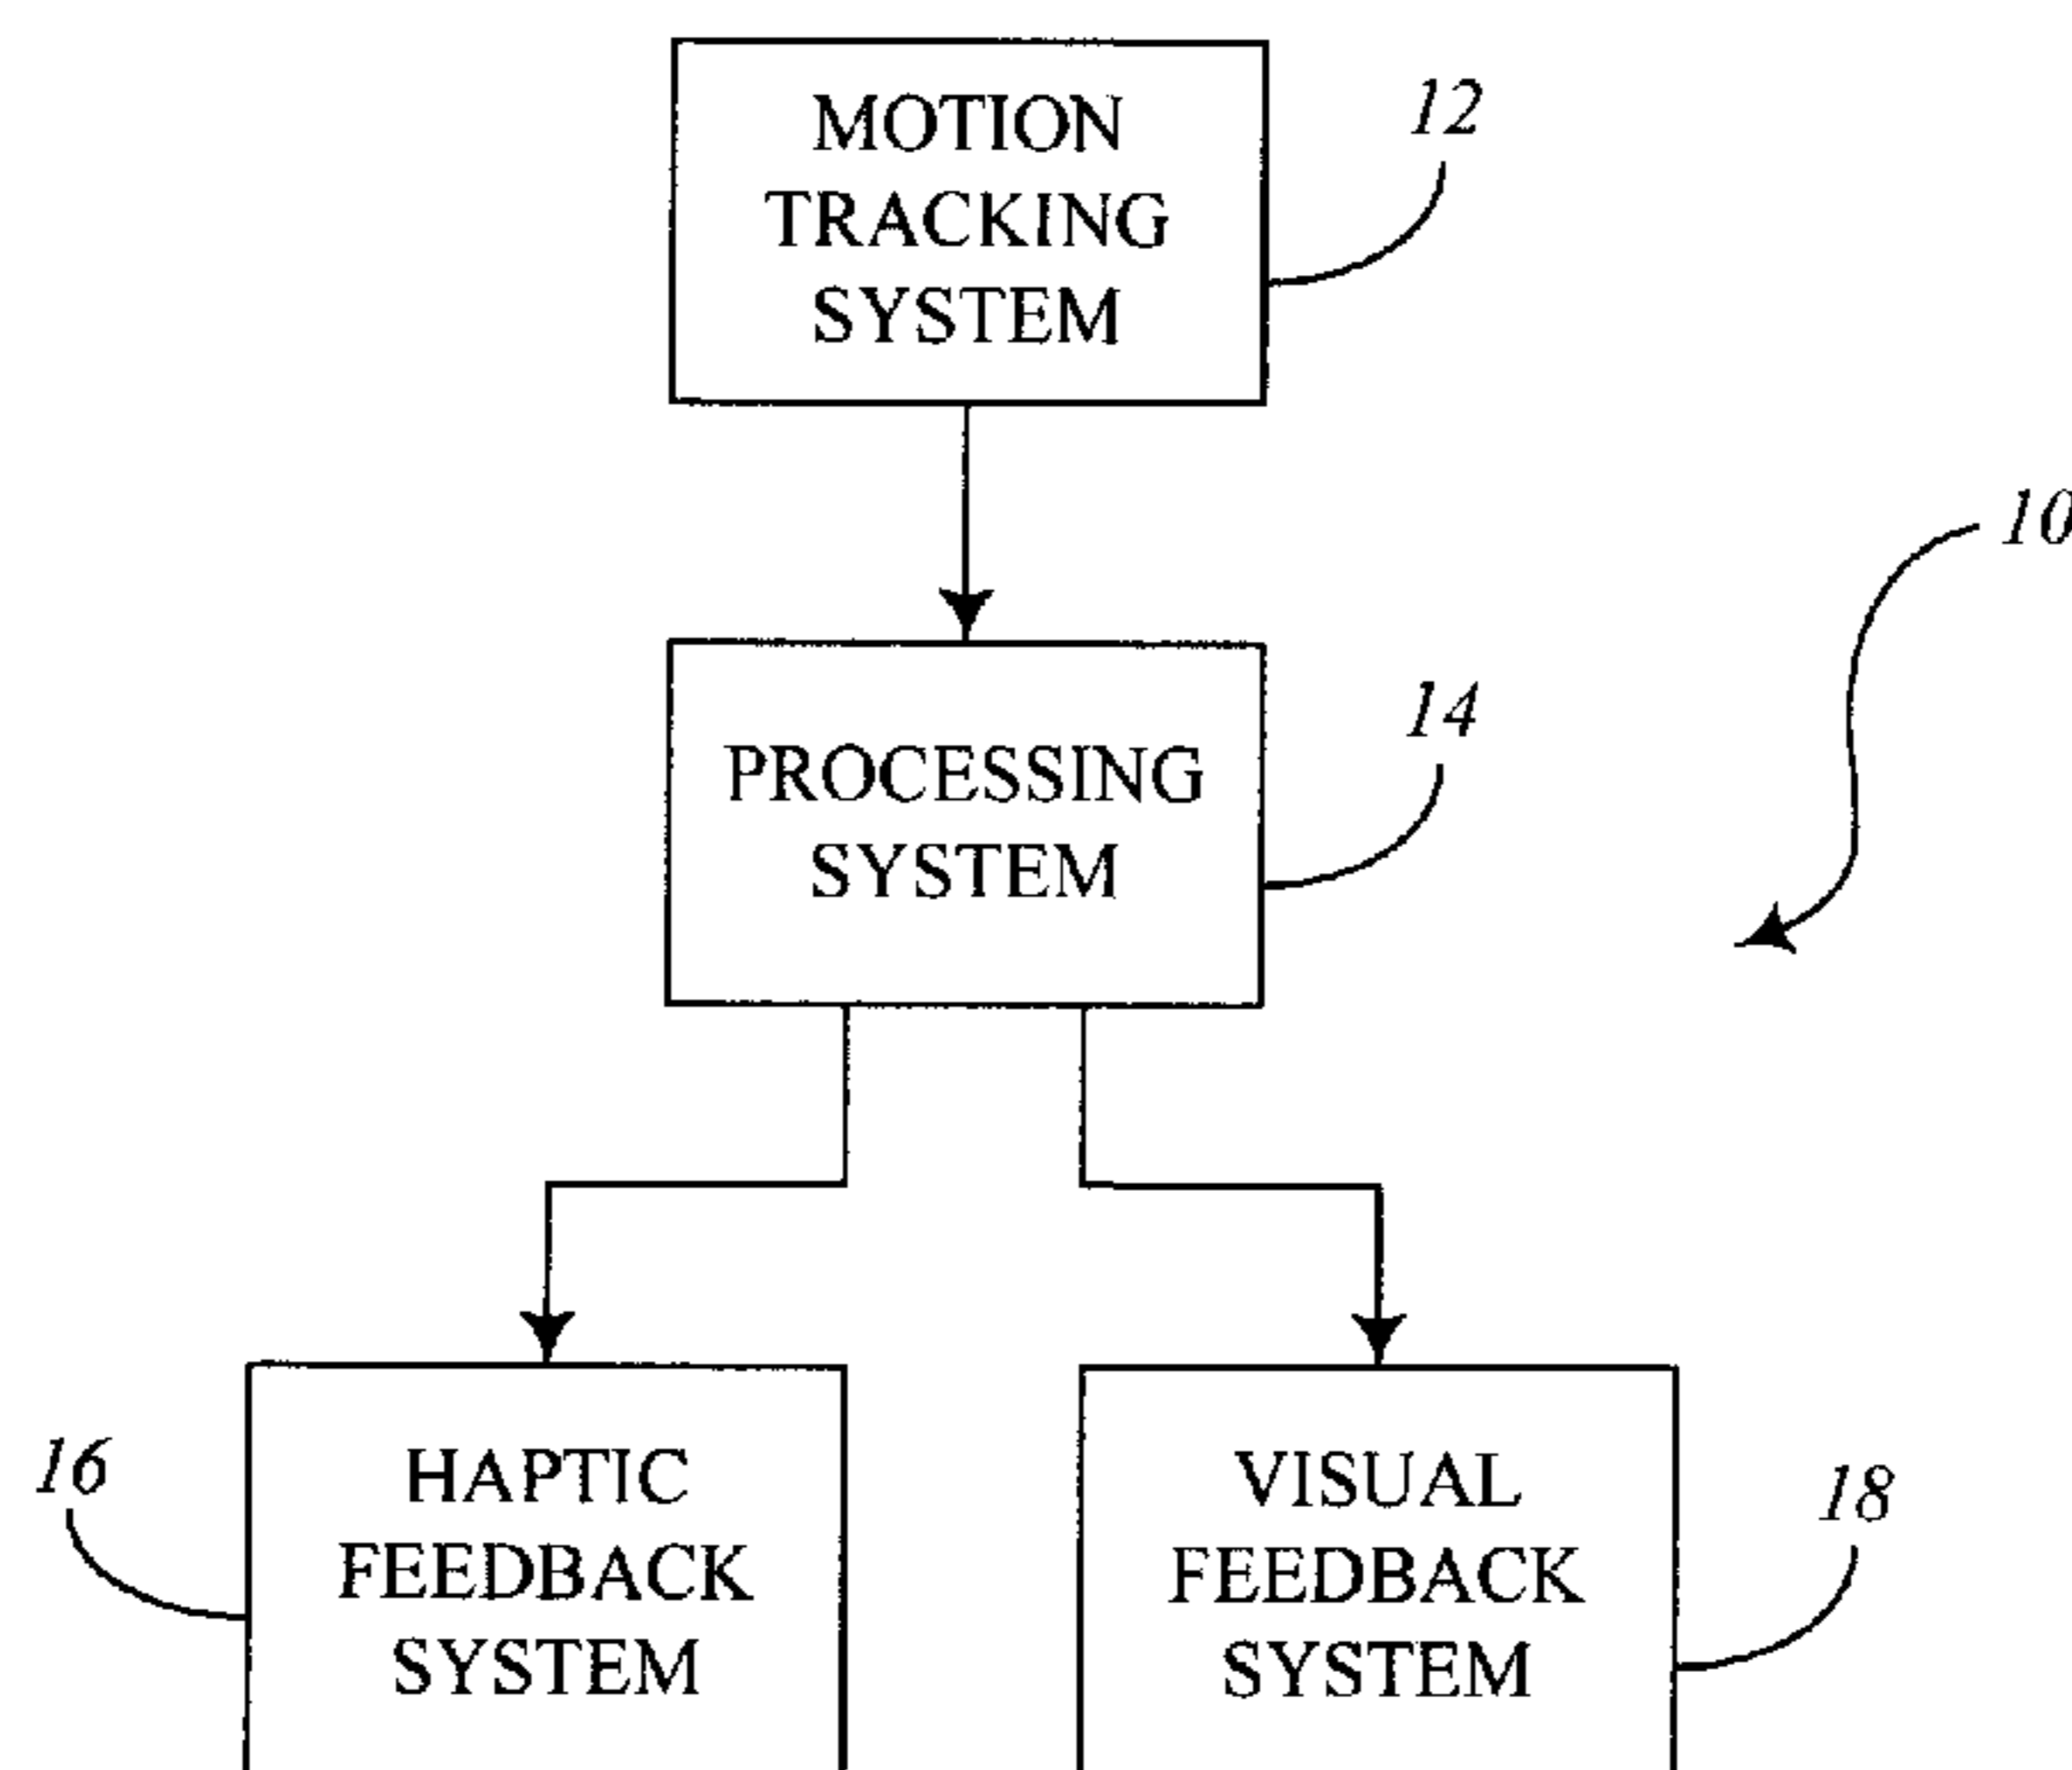 MOTION
TRACKING
SYSTEM
12
10
PROCESSING
SYSTEM
14
16
HAPTIC
FEEDBACK
SYSTEM
VISUAL
FEEDBACK
SYSTEM
18